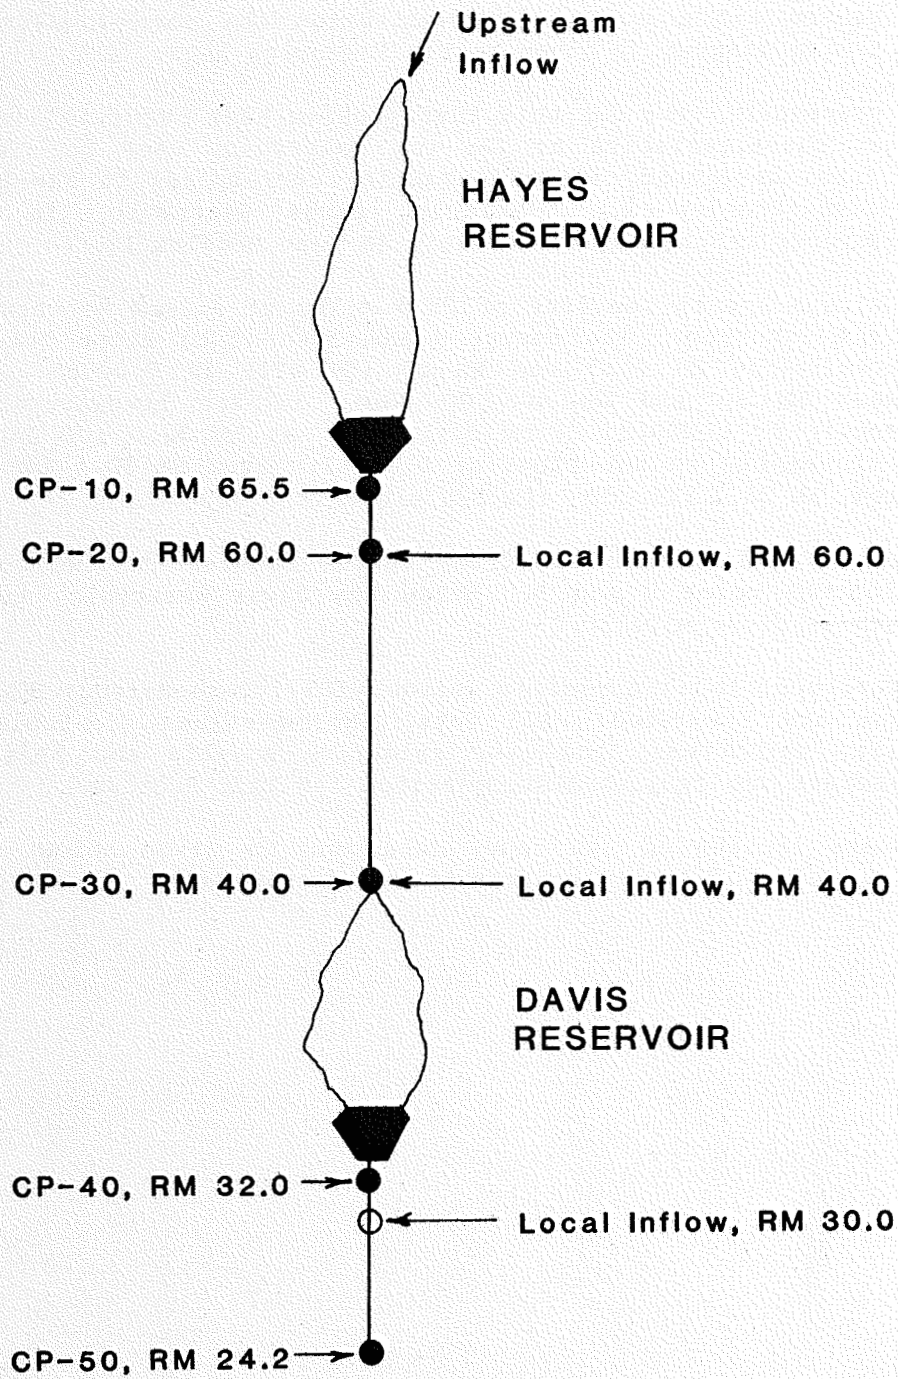 Upstream
Inflow
HAYES
RESERVOIR
CP-10, RM 65.5
CP-20, RM 60.0
Local Inflow, RM 60.0
CP-30, RM 40.0
Local Inflow, RM 40.0
DAVIS
RESERVOIR
CP-40, RM 32.0
Local Inflow, RM 30.0
CP-50, RM 24.2